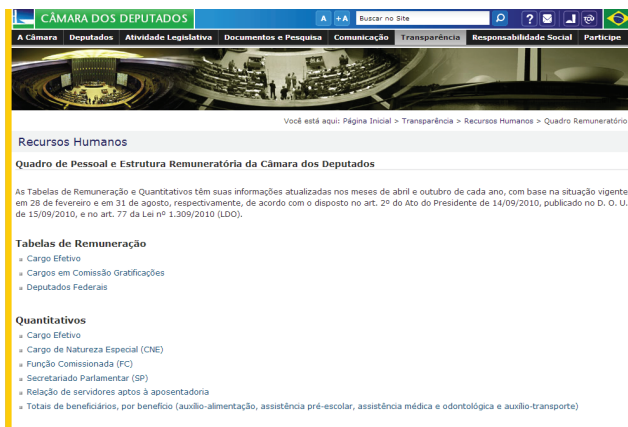 CÂMARA DOS DEPUTADOS
A +A Buscar no Site ?
A Câmara Deputados Atividade Legislativa Documentos e Pesquisa Comunicação Transparência Responsabilidade Social Participe
Você está aqui: Página Inicial > Transparência > Recursos Humanos > Quadro Remuneratório
Recursos Humanos
Quadro de Pessoal e Estrutura Remuneratória da Câmara dos Deputados
As Tabelas de Remuneração e Quantitativos têm suas informações atualizadas nos meses de abril e outubro de cada ano, com base na situação vigente
em 28 de fevereiro e em 31 de agosto, respectivamente, de acordo com o disposto no art. 2º do Ato do Presidente de 14/09/2010, publicado no D. O. U.
de 15/09/2010, e no art. 77 da Lei nº 1.309/2010 (LDO).
Tabelas de Remuneração
Cargo Efetivo
Cargos em Comissão Gratificações
Deputados Federais
Quantitativos
Cargo Efetivo
Cargo de Natureza Especial (CNE)
Função Comissionada (FC)
Secretariado Parlamentar (SP)
Relação de servidores aptos à aposentadoria
Totais de beneficiários, por benefício (auxílio-alimentação, assistência pré-escolar, assistência médica e odontológica e auxílio-transporte)